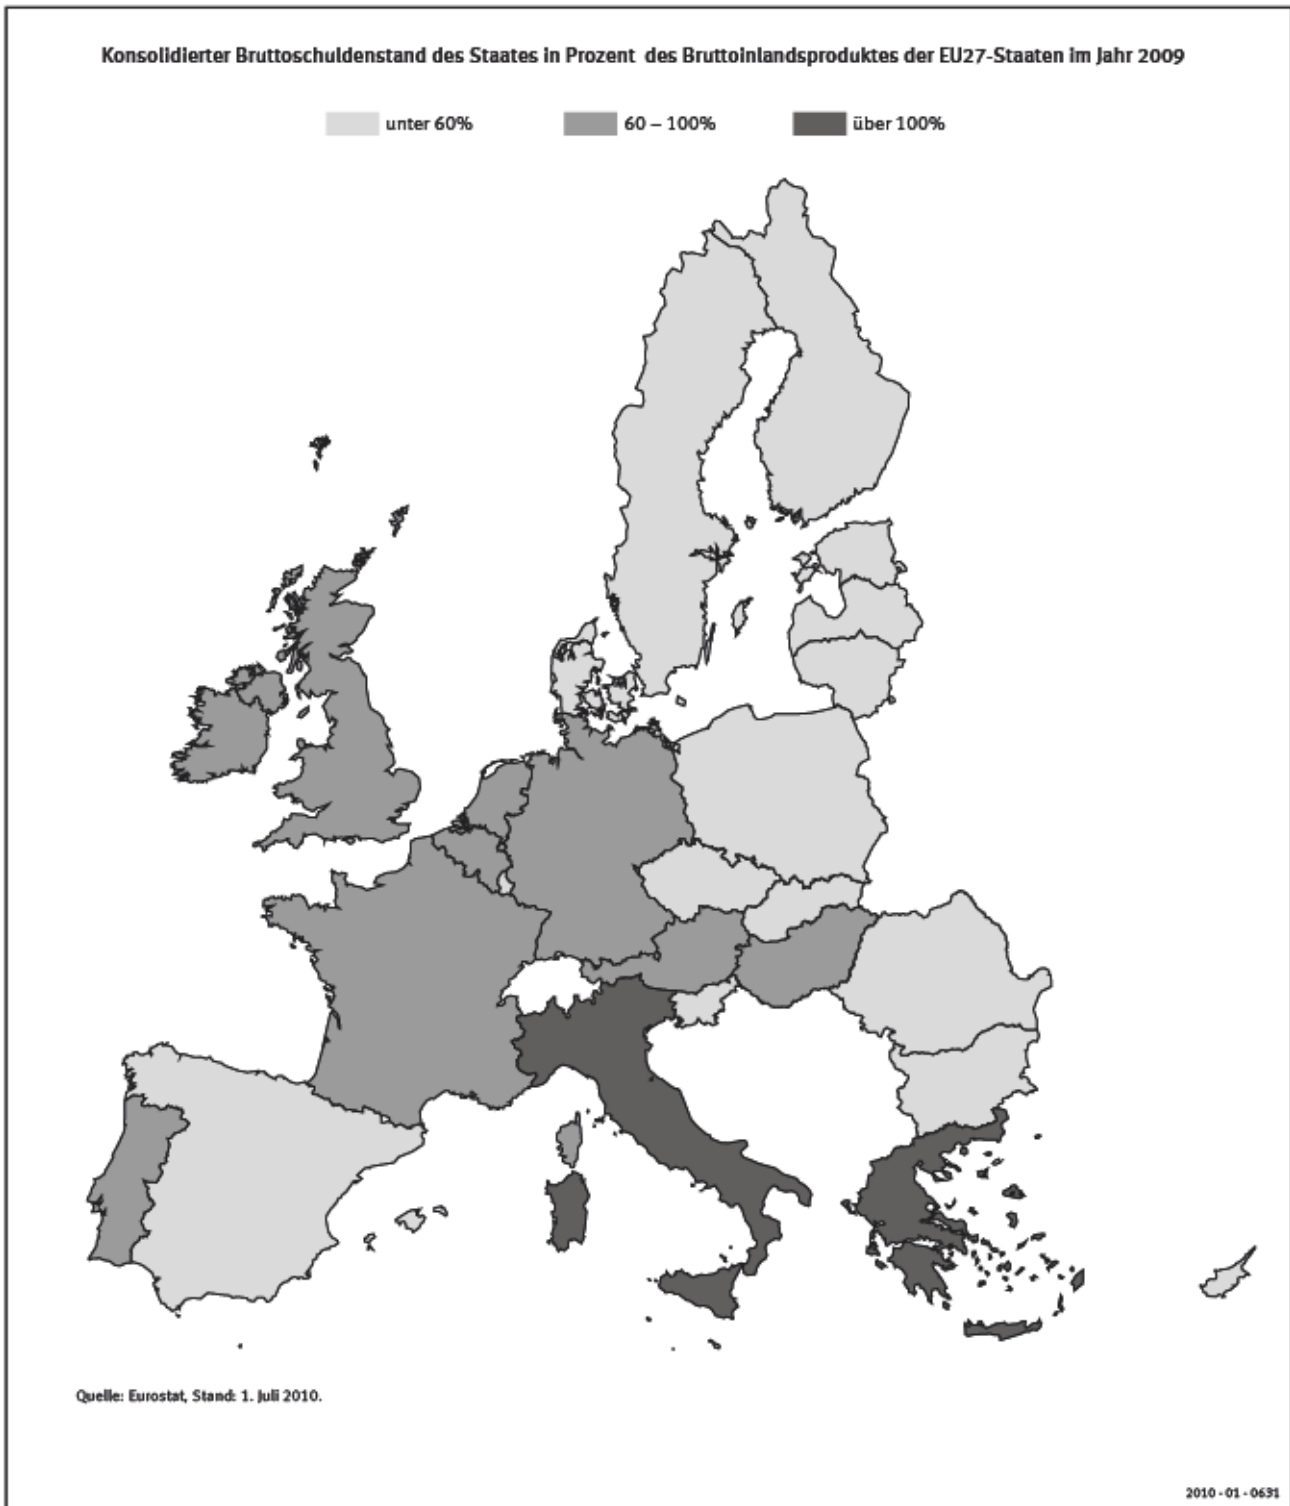 Konsolidierter Bruttoschuldenstand des Staates in Prozent des Bruttoinlandsproduktes der EU27-Staaten im Jahr 2009
unter 60% 60 – 100% über 100%
Quelle: Eurostat, Stand: 1. Juli 2010.
2010 - 01 - 0631